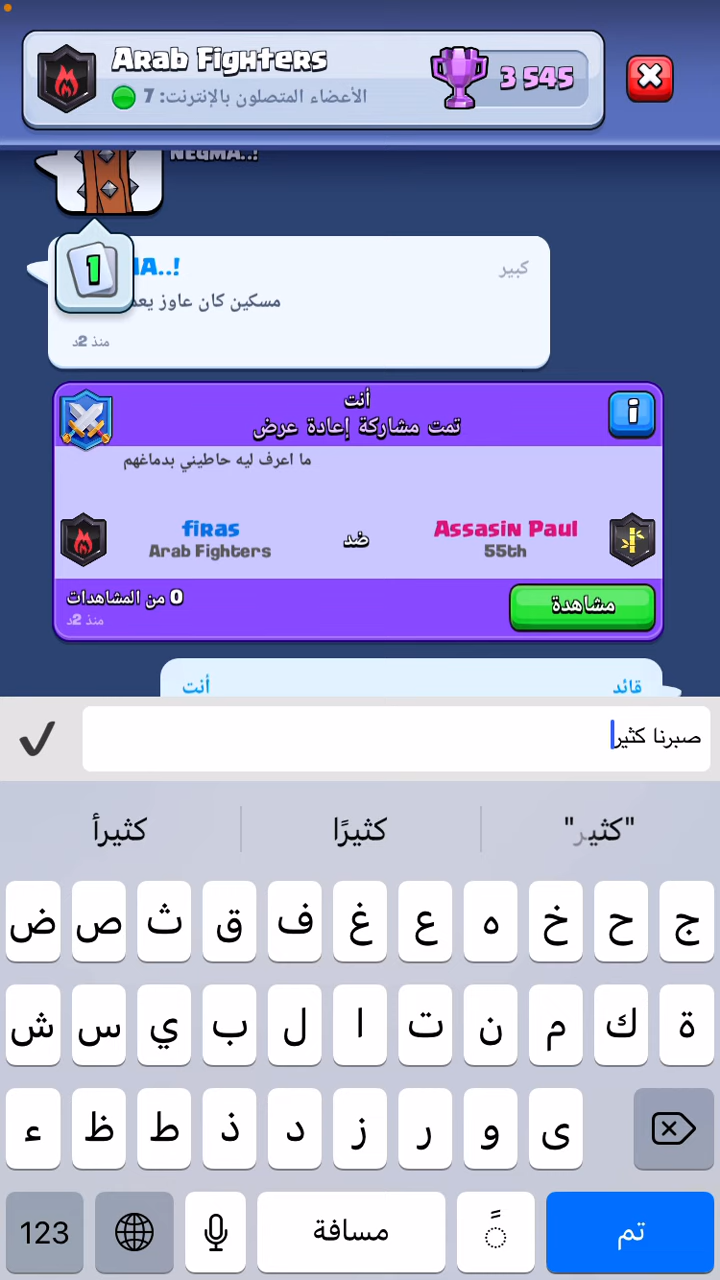 Arab Fighters
الأعضاء المتصلون بالإنترنت: 7
3 545
NEGMA..!
1
MA..!
كبير
مسكين كان عاوز يعم
منذ 2د
أنت
تمت مشاركة إعادة عرض
i
ما اعرف ليه حاطيني بدماغهم
firas
Arab Fighters
ضد
Assasin Paul
55th
0 من المشاهدات
منذ 2د
مشاهدة
أنت
قائد
صبرنا كثير
"كثير"
كثيرًا
كثيرأ
ج ح خ ه ع غ ف ق ث ص ض
ة ك م ن ت ا ل ب ي س ش
ى و ر ز د ذ ط ظ ء
123
مسافة
تم